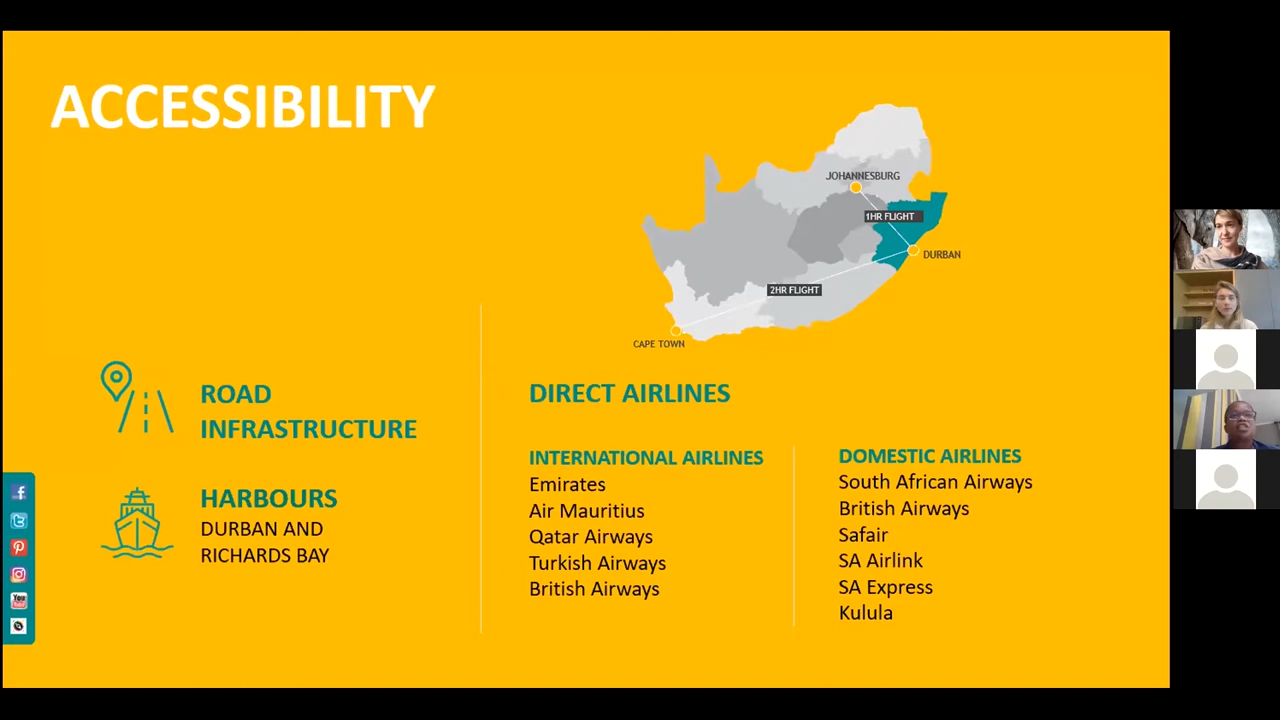 ACCESSIBILITY
JOHANNESBURG
1HR FLIGHT
DURBAN
2HR FLIGHT
CAPE TOWN
ROAD
INFRASTRUCTURE
HARBOURS
DURBAN AND
RICHARDS BAY
DIRECT AIRLINES
INTERNATIONAL AIRLINES
Emirates
Air Mauritius
Qatar Airways
Turkish Airways
British Airways
DOMESTIC AIRLINES
South African Airways
British Airways
Safair
SA Airlink
SA Express
Kulula